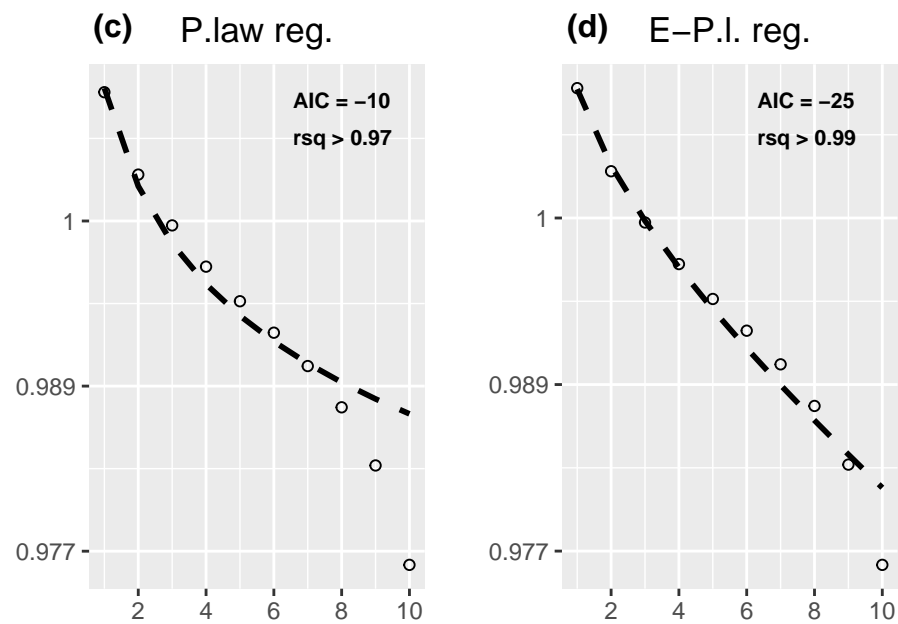 (c) P.law reg.
AIC = −10
rsq > 0.97
1
0.989
0.977
2 4 6 8 10
(d) E−P.l. reg.
AIC = −25
rsq > 0.99
1
0.989
0.977
2 4 6 8 10